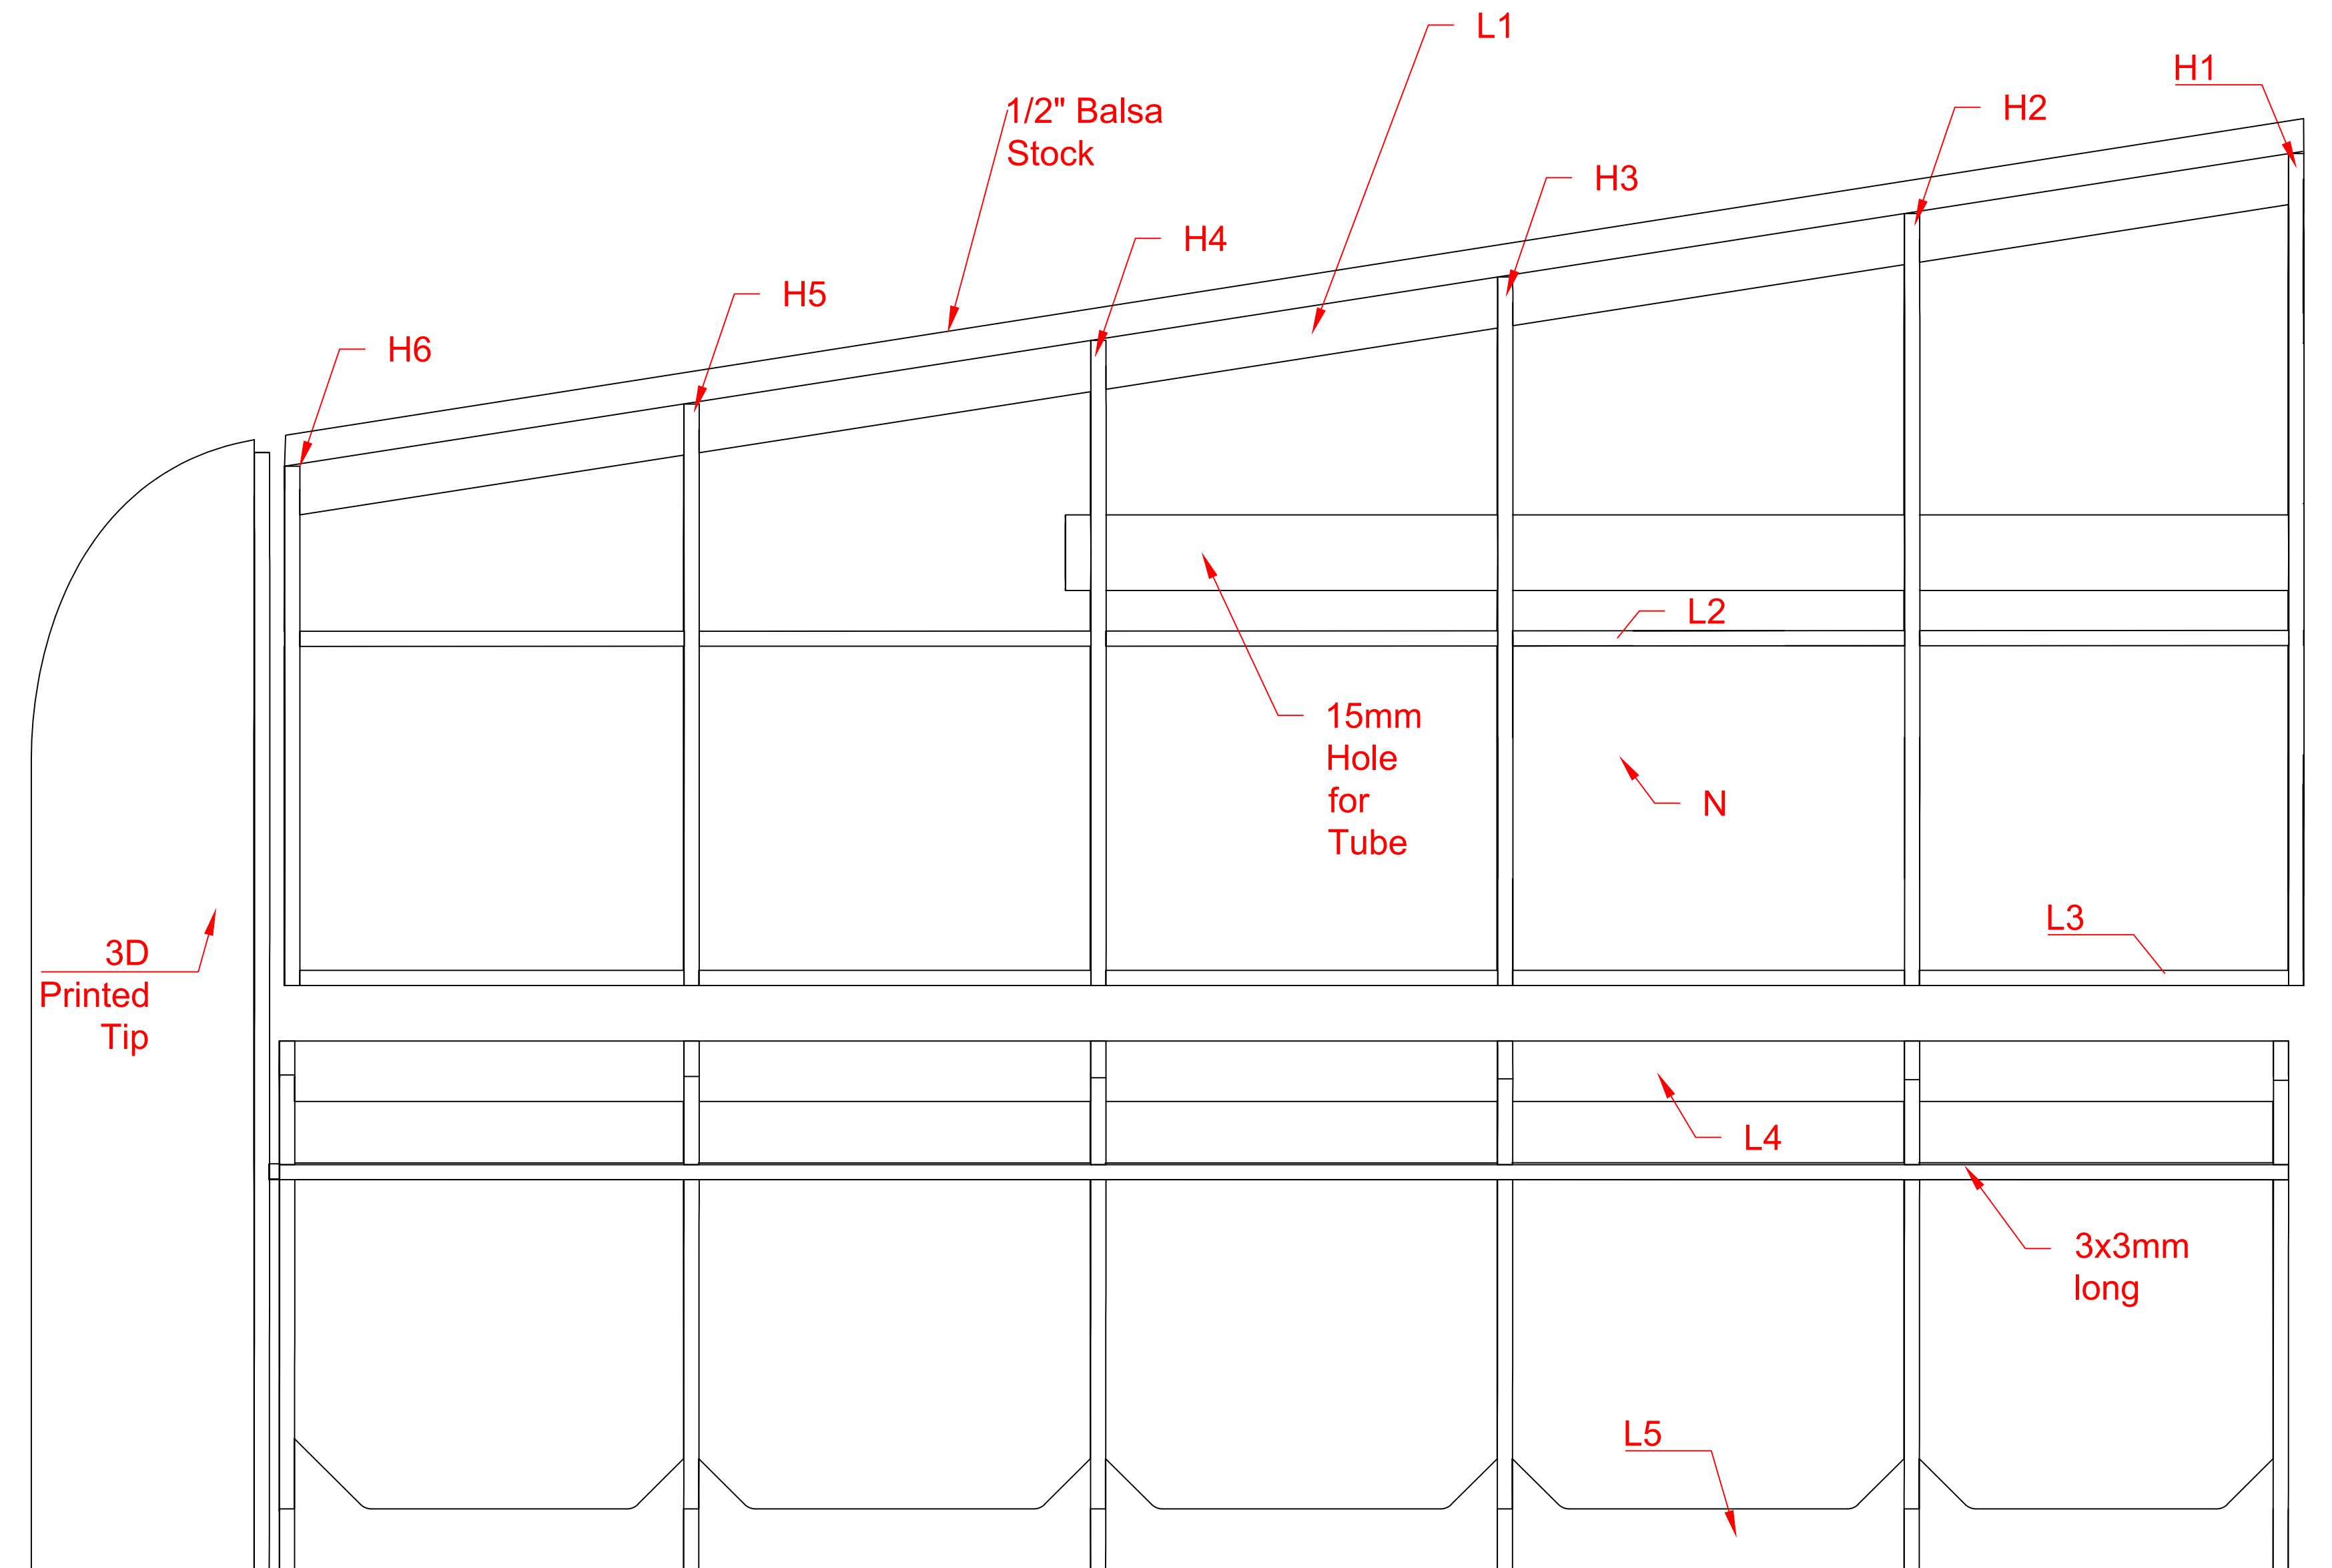 L1
H1
1/2" Balsa
Stock
H2
H3
H4
H5
H6
L2
15mm
Hole
for
Tube
N
L3
3D
Printed
Tip
L4
3x3mm
long
L5